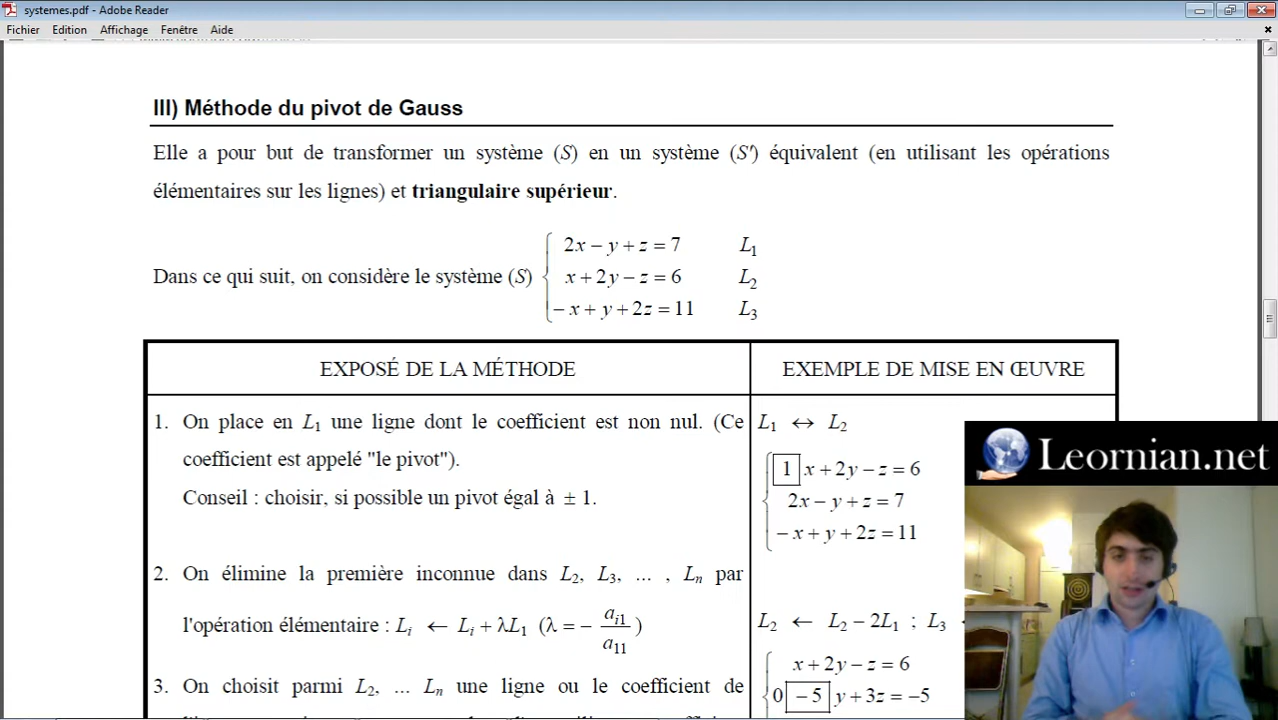 systemes.pdf - Adobe Reader
Fichier Edition Affichage Fenêtre Aide
III) Méthode du pivot de Gauss
Elle a pour but de transformer un système (S) en un système (S') équivalent (en utilisant les opérations
élémentaires sur les lignes) et triangulaire supérieur.
2x − y + z = 7 L1
Dans ce qui suit, on considère le système (S) x + 2y − z = 6 L2
− x + y + 2z = 11 L3
EXPOSÉ DE LA MÉTHODE EXEMPLE DE MISE EN ŒUVRE
1. On place en L1 une ligne dont le coefficient est non nul. (Ce
coefficient est appelé "le pivot").
Conseil : choisir, si possible un pivot égal à ± 1.
L1 ↔ L2
1 x + 2y − z = 6
2x − y + z = 7
− x + y + 2z = 11
2. On élimine la première inconnue dans L2, L3, ... , Ln par
l'opération élémentaire : Li ← Li + λL1 (λ = − ai1/a11)
L2 ← L2 − 2L1 ; L3
x + 2y − z = 6
0 −5 y + 3z = −5
3. On choisit parmi L2, ... Ln une ligne ou le coefficient de
Leornian.net